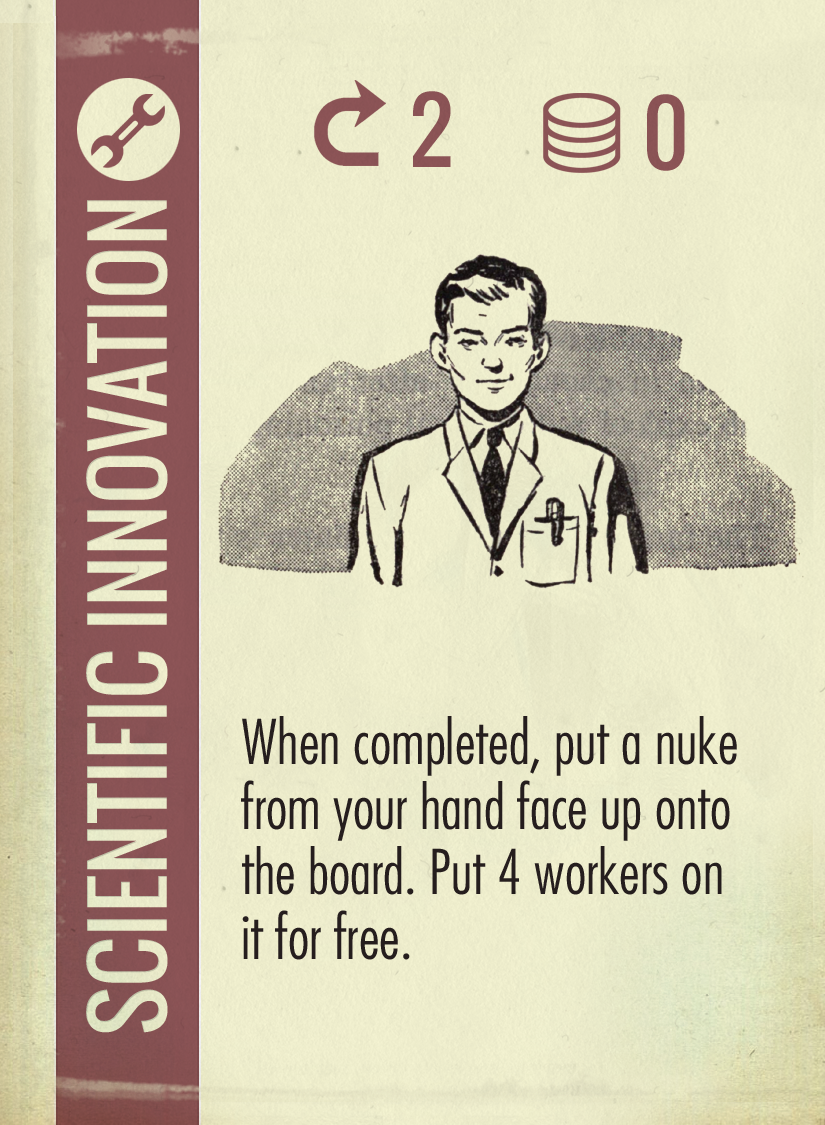 SCIENTIFIC INNOVATION
2 0
When completed, put a nuke
from your hand face up onto
the board. Put 4 workers on
it for free.